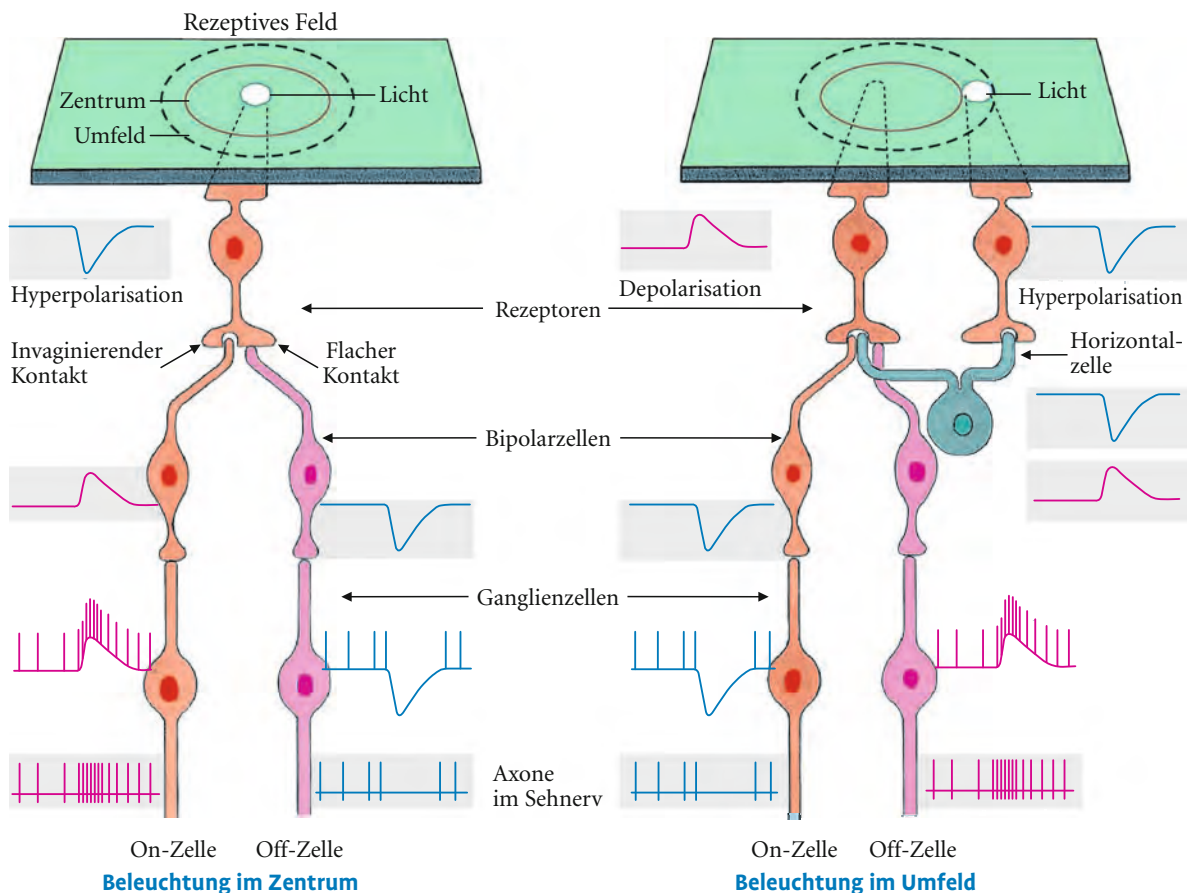 Rezeptives Feld
Zentrum
Licht
Umfeld
Licht
Hyperpolarisation
Depolarisation
Hyperpolarisation
Rezeptoren
Invaginierender
Kontakt
Flacher
Kontakt
Horizontal-
zelle
Bipolarzellen
Ganglienzellen
Axone
im Sehnerv
On-Zelle
Off-Zelle
On-Zelle
Off-Zelle
Beleuchtung im Zentrum
Beleuchtung im Umfeld